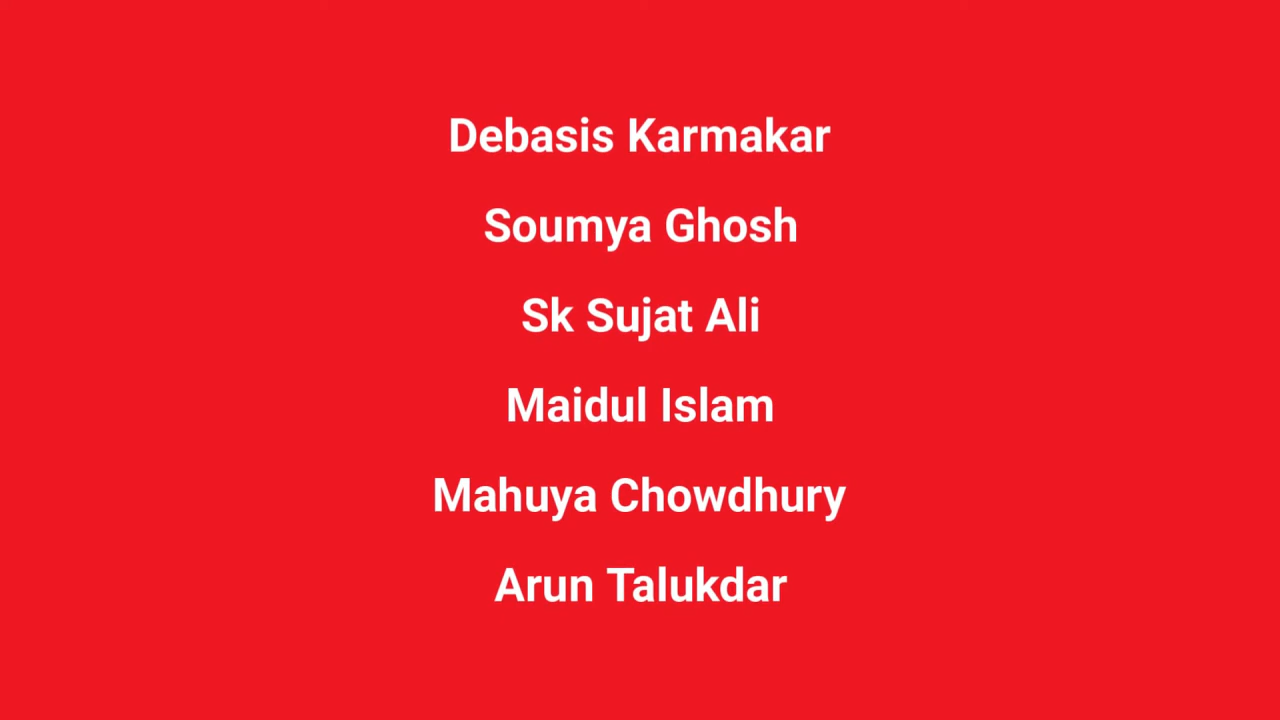 Debasis Karmakar
Soumya Ghosh
Sk Sujat Ali
Maidul Islam
Mahuya Chowdhury
Arun Talukdar